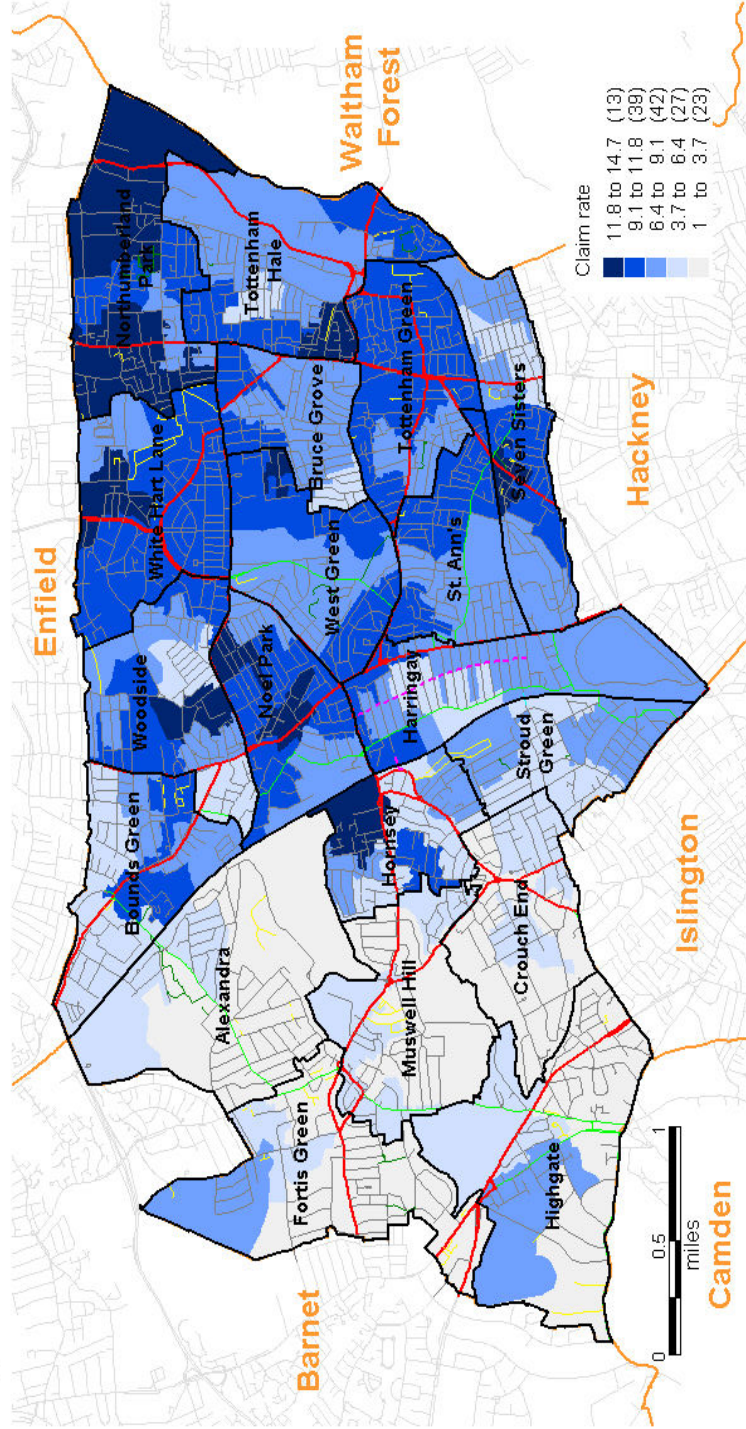 Enfield
Waltham
Forest
Barnet
Camden
Islington
Hackney
Northumberland
Park
White Hart Lane
Woodside
Bounds Green
Tottenham
Hale
Bruce Grove
West Green
Noel Park
Alexandra
Fortis Green
Tottenham Green
St. Ann's
Harringay
Hornsey
Muswell Hill
Seven Sisters
Stroud
Green
Crouch End
Highgate
Claim rate
11.8 to 14.7 (13)
9.1 to 11.8 (39)
6.4 to 9.1 (42)
3.7 to 6.4 (27)
1 to 3.7 (23)
0 0.5 1
miles